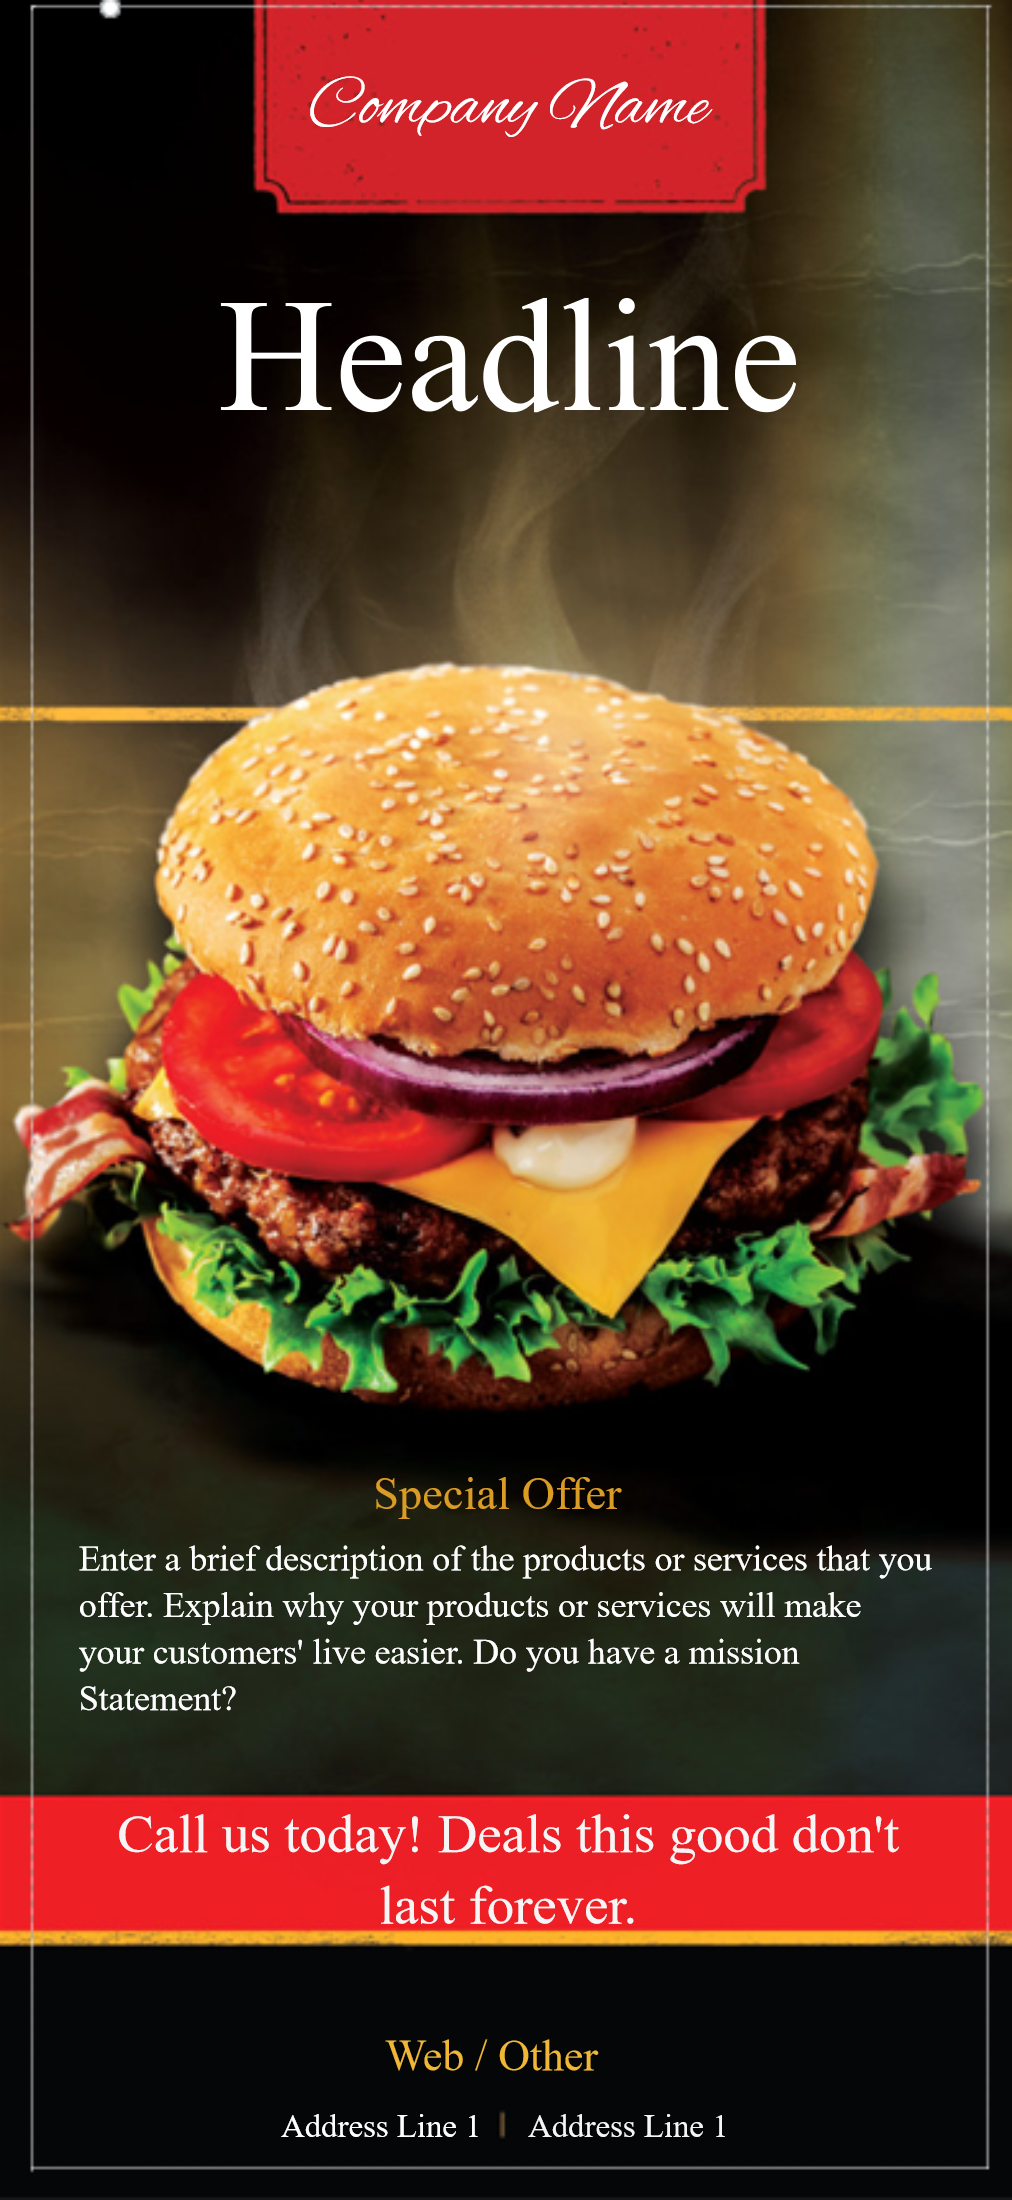 Company Name
Headline
Special Offer
Enter a brief description of the products or services that you
offer. Explain why your products or services will make
your customers' live easier. Do you have a mission
Statement?
Call us today! Deals this good don't
last forever.
Web / Other
Address Line 1 | Address Line 1